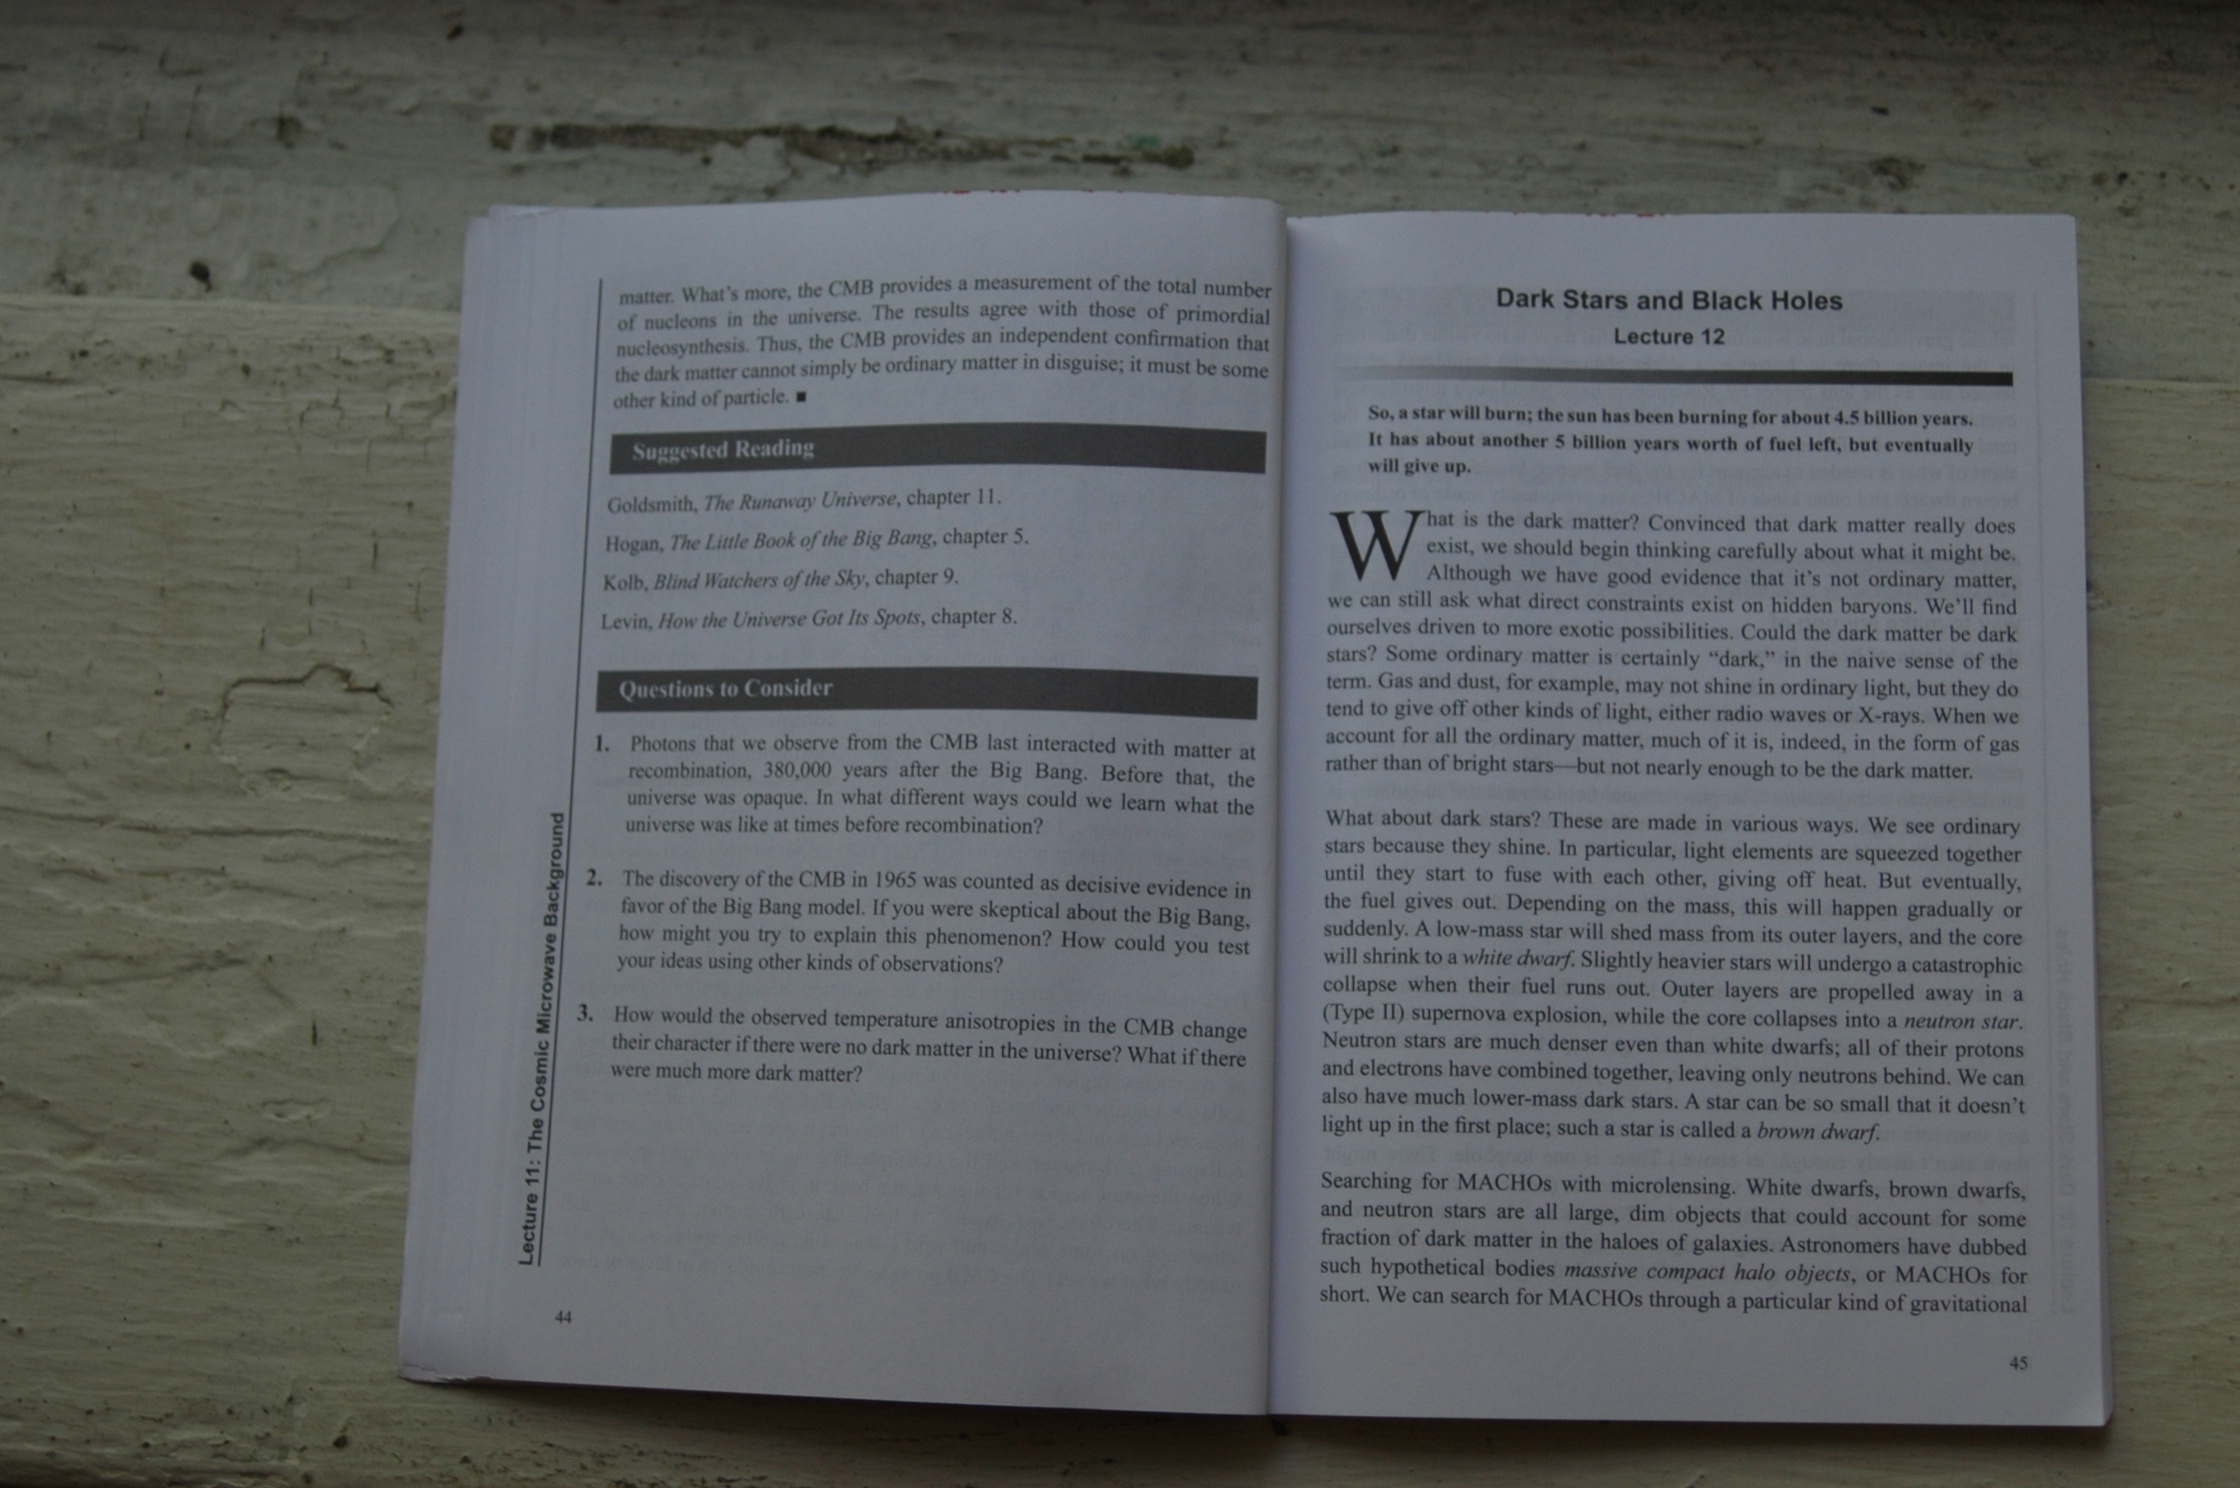 matter. What's more, the CMB provides a measurement of the total number
of nucleons in the universe. The results agree with those of primordial
nucleosynthesis. Thus, the CMB provides an independent confirmation that
the dark matter cannot simply be ordinary matter in disguise; it must be some
other kind of particle. ■
Suggested Reading
Goldsmith, The Runaway Universe, chapter 11.
Hogan, The Little Book of the Big Bang, chapter 5.
Kolb, Blind Watchers of the Sky, chapter 9.
Levin, How the Universe Got Its Spots, chapter 8.
Questions to Consider
1. Photons that we observe from the CMB last interacted with matter at
recombination, 380,000 years after the Big Bang. Before that, the
universe was opaque. In what different ways could we learn what the
universe was like at times before recombination?
2. The discovery of the CMB in 1965 was counted as decisive evidence in
favor of the Big Bang model. If you were skeptical about the Big Bang,
how might you try to explain this phenomenon? How could you test
your ideas using other kinds of observations?
3. How would the observed temperature anisotropies in the CMB change
their character if there were no dark matter in the universe? What if there
were much more dark matter?
Lecture 11: The Cosmic Microwave Background
44
Dark Stars and Black Holes
Lecture 12
So, a star will burn; the sun has been burning for about 4.5 billion years.
It has about another 5 billion years worth of fuel left, but eventually
will give up.
What is the dark matter? Convinced that dark matter really does
exist, we should begin thinking carefully about what it might be.
Although we have good evidence that it's not ordinary matter,
we can still ask what direct constraints exist on hidden baryons. We'll find
ourselves driven to more exotic possibilities. Could the dark matter be dark
stars? Some ordinary matter is certainly “dark,” in the naive sense of the
term. Gas and dust, for example, may not shine in ordinary light, but they do
tend to give off other kinds of light, either radio waves or X-rays. When we
account for all the ordinary matter, much of it is, indeed, in the form of gas
rather than of bright stars—but not nearly enough to be the dark matter.
What about dark stars? These are made in various ways. We see ordinary
stars because they shine. In particular, light elements are squeezed together
until they start to fuse with each other, giving off heat. But eventually,
the fuel gives out. Depending on the mass, this will happen gradually or
suddenly. A low-mass star will shed mass from its outer layers, and the core
will shrink to a white dwarf. Slightly heavier stars will undergo a catastrophic
collapse when their fuel runs out. Outer layers are propelled away in a
(Type II) supernova explosion, while the core collapses into a neutron star.
Neutron stars are much denser even than white dwarfs; all of their protons
and electrons have combined together, leaving only neutrons behind. We can
also have much lower-mass dark stars. A star can be so small that it doesn't
light up in the first place; such a star is called a brown dwarf.
Searching for MACHOs with microlensing. White dwarfs, brown dwarfs,
and neutron stars are all large, dim objects that could account for some
fraction of dark matter in the haloes of galaxies. Astronomers have dubbed
such hypothetical bodies massive compact halo objects, or MACHOs for
short. We can search for MACHOs through a particular kind of gravitational
45